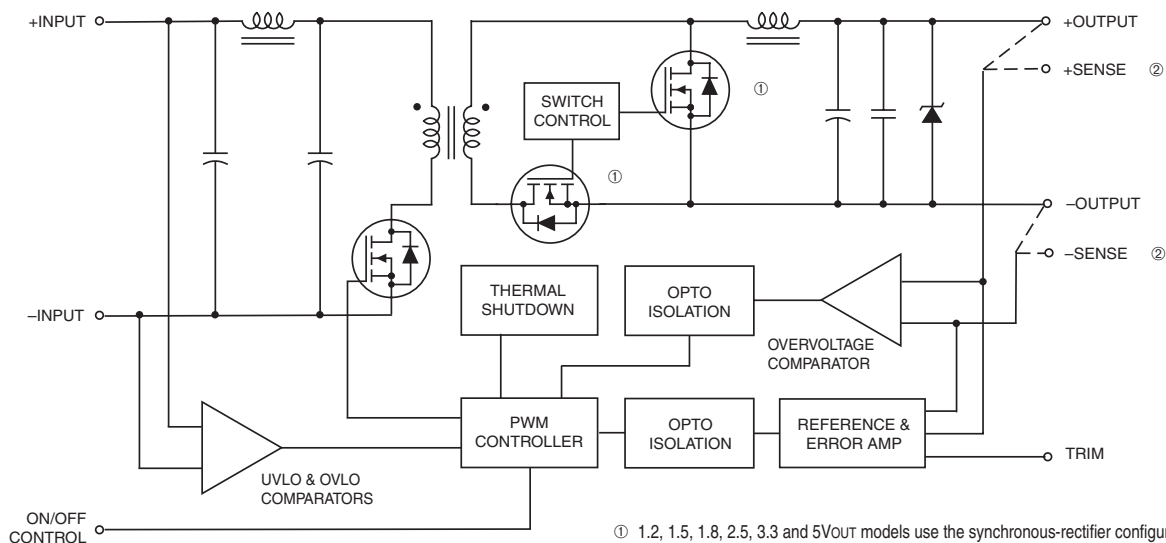 +INPUT
+OUTPUT
+SENSE ②
①
SWITCH
CONTROL
①
–OUTPUT
–SENSE ②
–INPUT
THERMAL
SHUTDOWN
OPTO
ISOLATION
OVERVOLTAGE
COMPARATOR
PWM
CONTROLLER
OPTO
ISOLATION
REFERENCE &
ERROR AMP
TRIM
UVLO & OVLO
COMPARATORS
ON/OFF
CONTROL
① 1.2, 1.5, 1.8, 2.5, 3.3 and 5VOUT models use the synchronous-rectifier